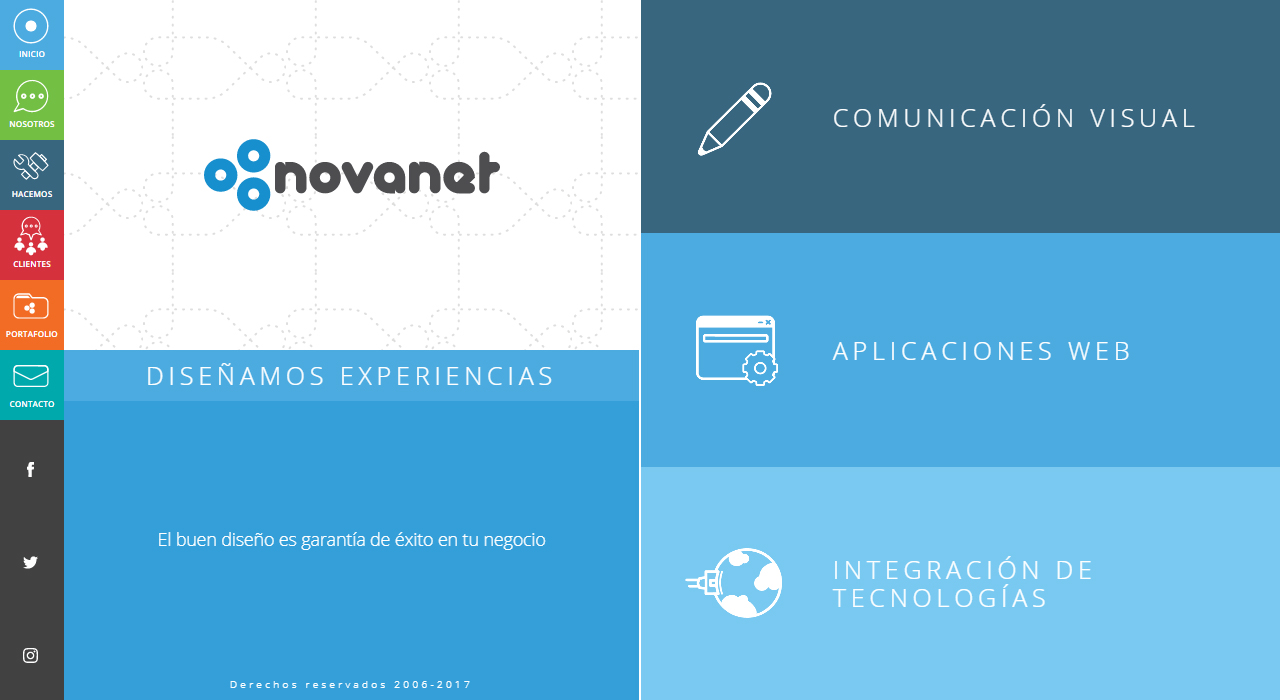 INICIO
NOSOTROS
HACEMOS
CLIENTES
PORTAFOLIO
CONTACTO
novanet
DISEÑAMOS EXPERIENCIAS
El buen diseño es garantía de éxito en tu negocio
Derechos reservados 2006-2017
COMUNICACIÓN VISUAL
APLICACIONES WEB
INTEGRACIÓN DE
TECNOLOGÍAS